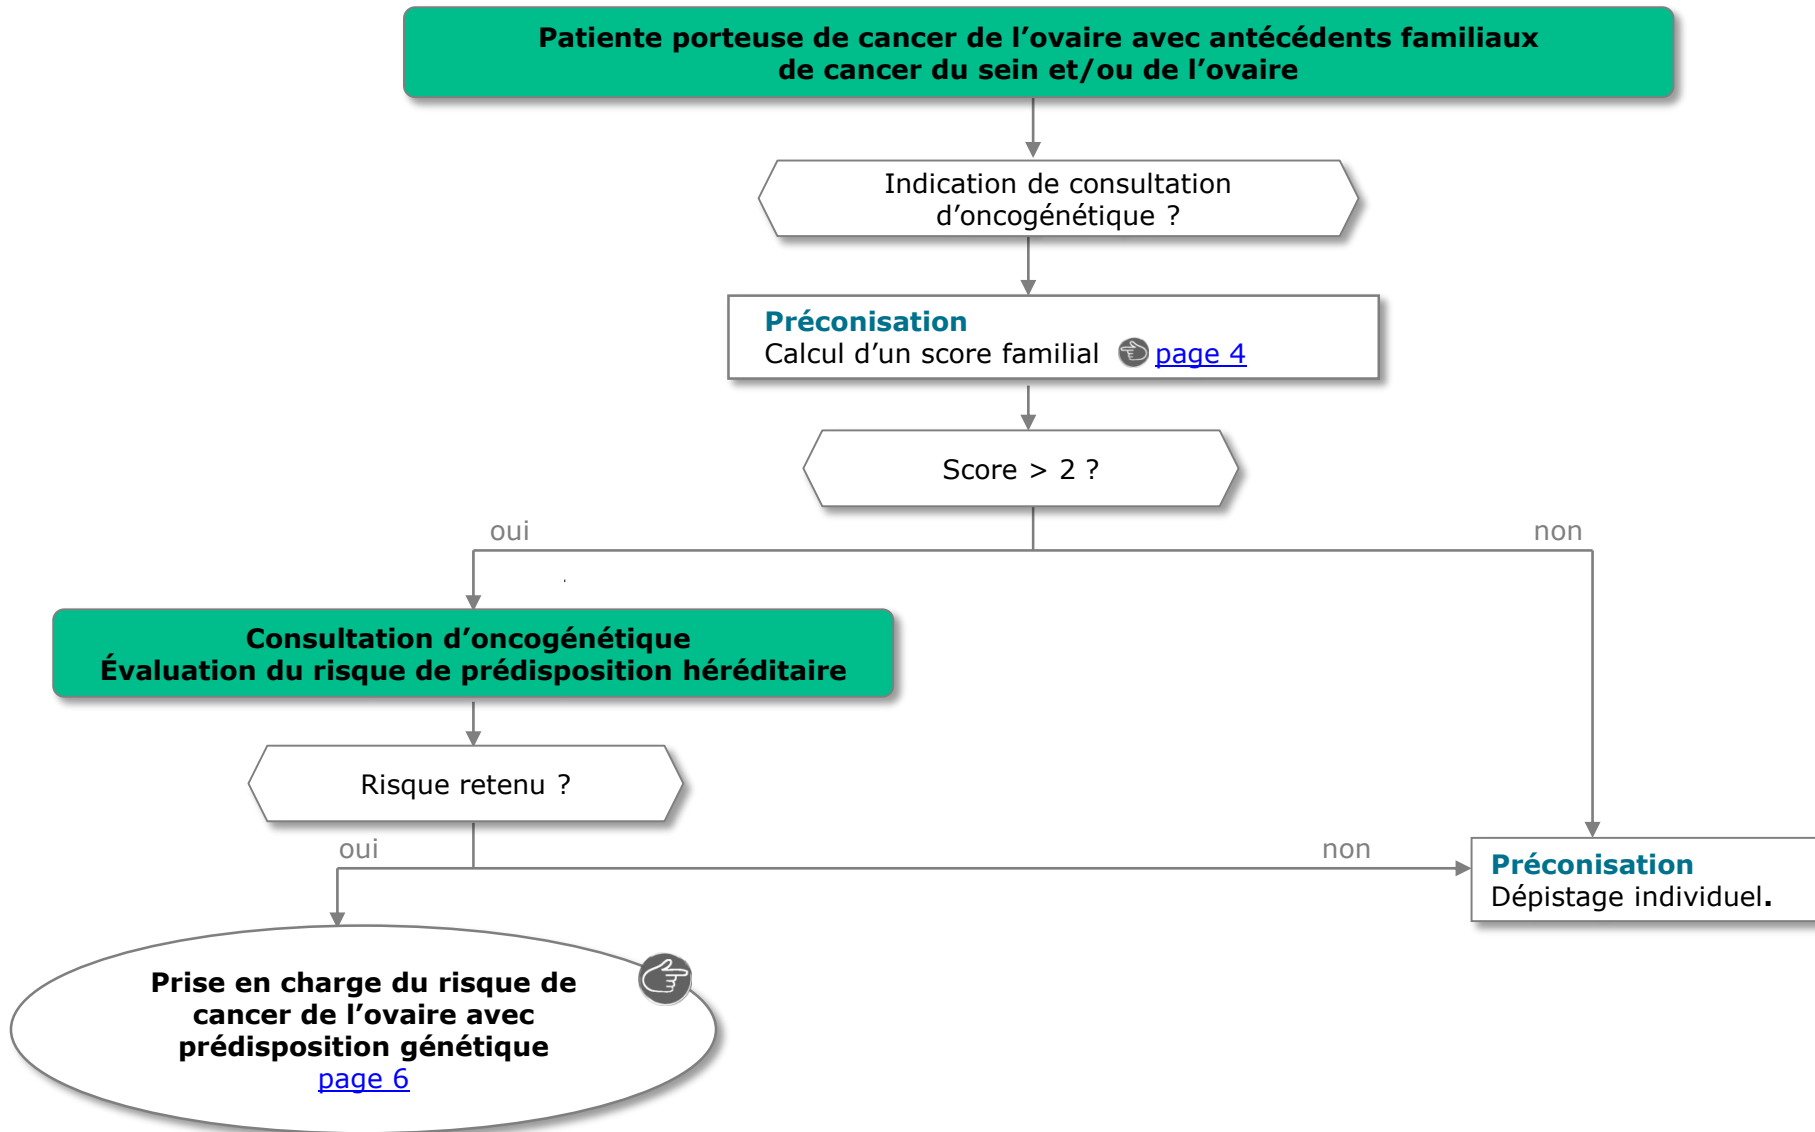 Patiente porteuse de cancer de l’ovaire avec antécédents familiaux
de cancer du sein et/ou de l’ovaire
Indication de consultation
d’oncogénétique ?
Préconisation
Calcul d’un score familial page 4
Score > 2 ?
oui
non
Consultation d’oncogénétique
Évaluation du risque de prédisposition héréditaire
Risque retenu ?
oui
non
Préconisation
Dépistage individuel.
Prise en charge du risque de
cancer de l’ovaire avec
prédisposition génétique
page 6